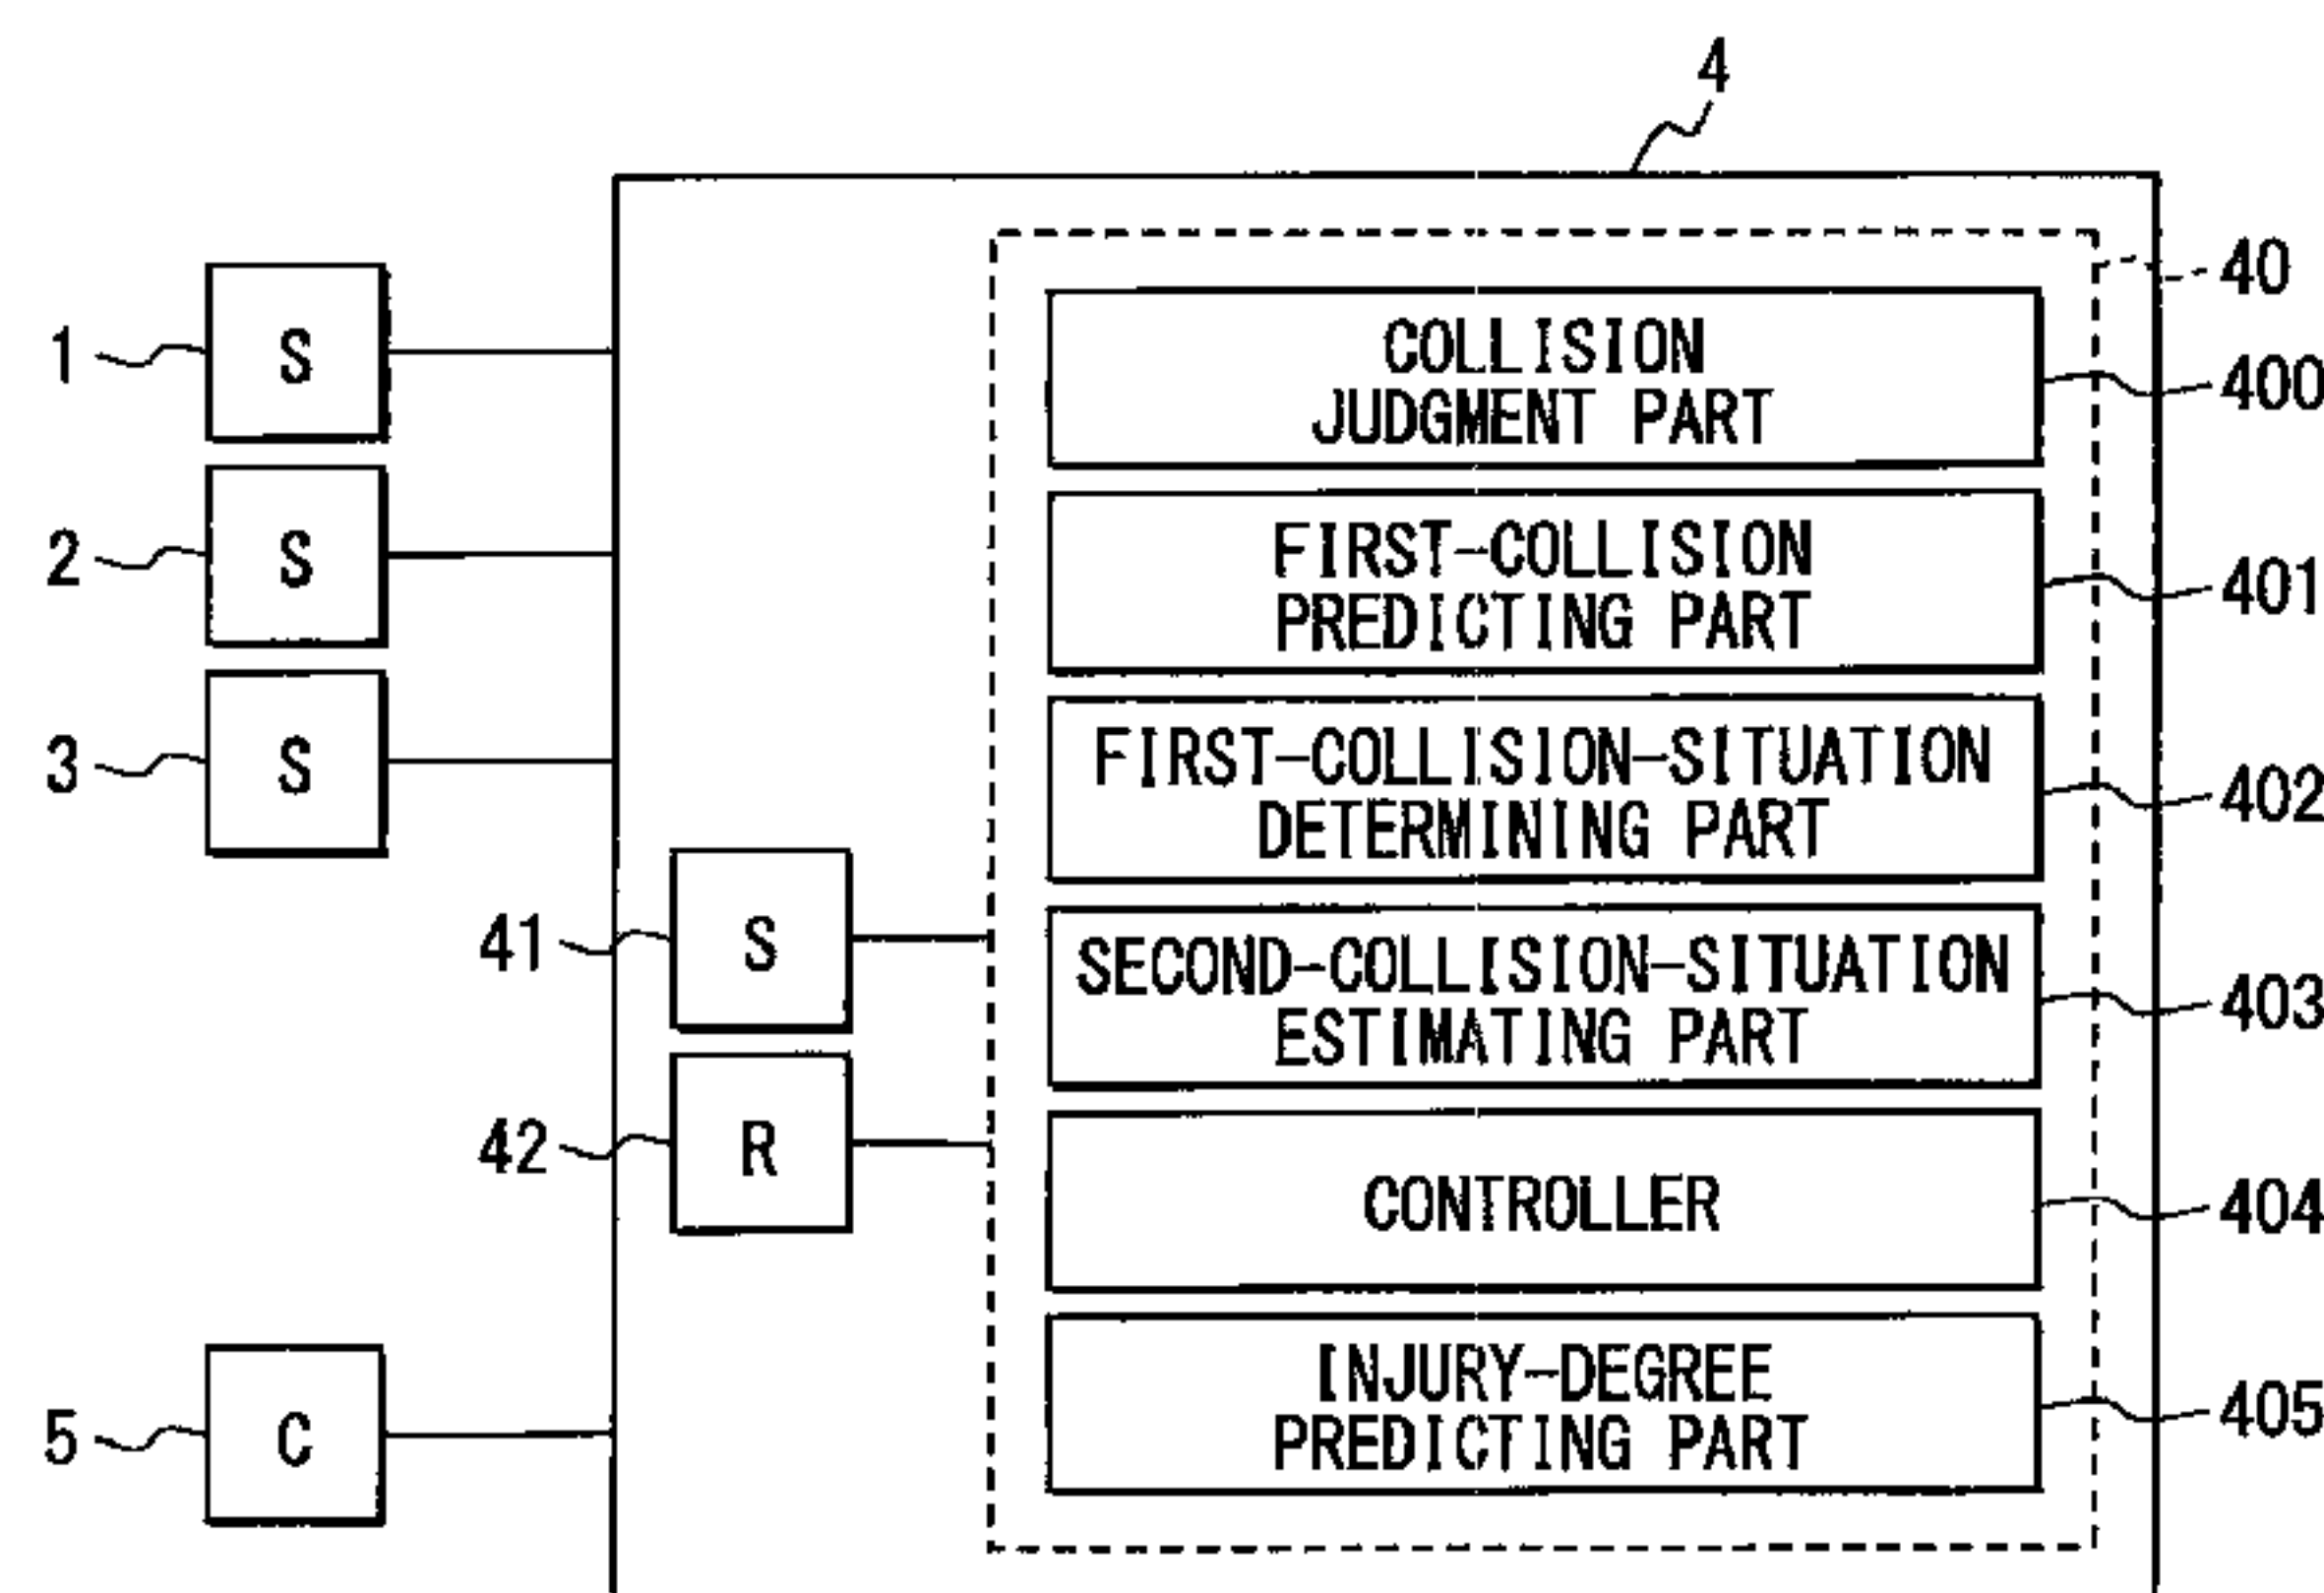 4
40
1
S
COLLISION
JUDGMENT PART
400
2
S
FIRST-COLLISION
PREDICTING PART
401
3
S
FIRST-COLLISION-SITUATION
DETERMINING PART
402
41
S
SECOND-COLLISION-SITUATION
ESTIMATING PART
403
42
R
CONTROLLER
404
5
C
INJURY-DEGREE
PREDICTING PART
405